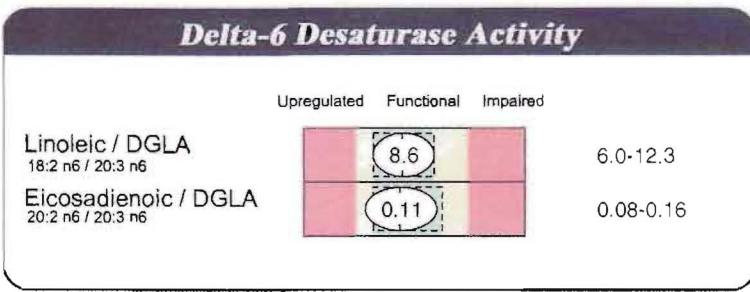 Delta-6 Desaturase Activity
Upregulated Functional Impaired
Linoleic / DGLA 8.6 6.0-12.3
18:2 n6 / 20:3 n6
Eicosadienoic / DGLA 0.11 0.08-0.16
20:2 n6 / 20:3 n6